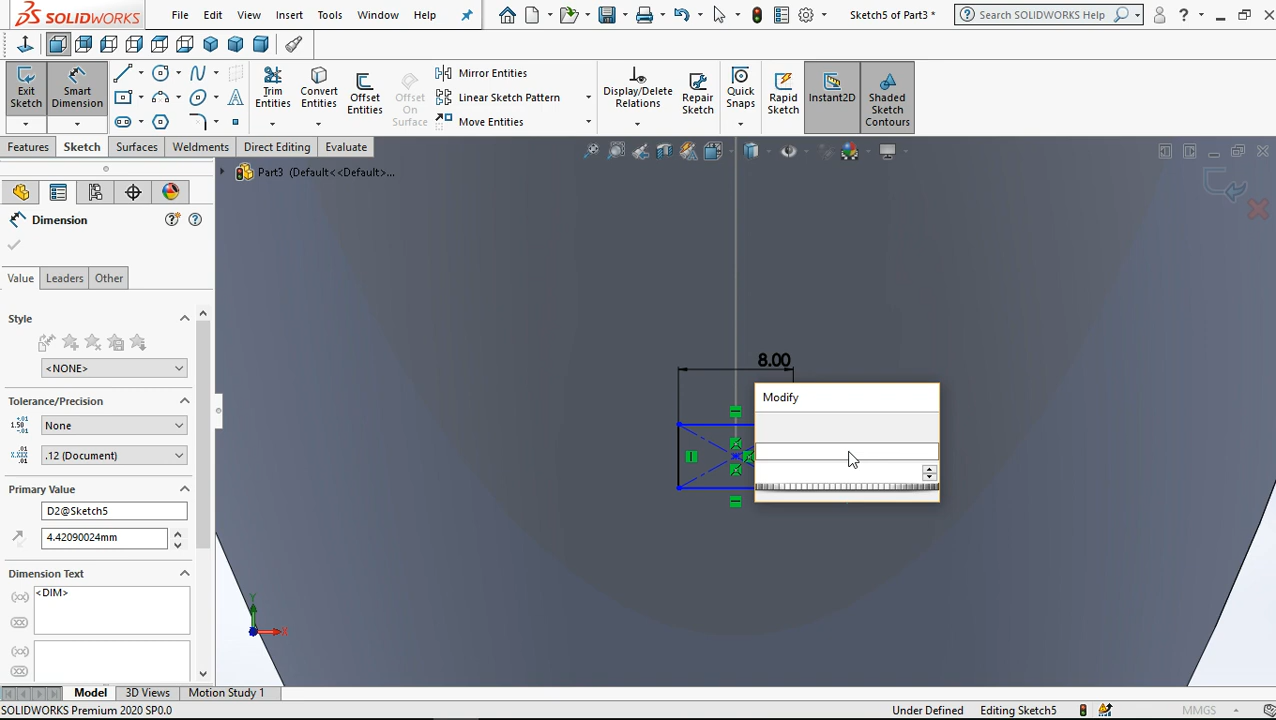 SOLIDWORKS File Edit View Insert Tools Window Help Sketch5 of Part3 * Search SOLIDWORKS Help ?
Exit Sketch
Smart Dimension
Trim Entities
Convert Entities
Offset Entities
Offset On Surface
Mirror Entities
Linear Sketch Pattern
Move Entities
Display/Delete Relations
Repair Sketch
Quick Snaps
Rapid Sketch
Instant2D
Shaded Sketch Contours
Features Sketch Surfaces Weldments Direct Editing Evaluate
Part3 (Default<<Default>...
Dimension
Value Leaders Other
Style
<NONE>
Tolerance/Precision
None
.12 (Document)
Primary Value
D2@Sketch5
4.42090024mm
Dimension Text
<DIM>
8.00
Modify
Y
X
Model 3D Views Motion Study 1
SOLIDWORKS Premium 2020 SP0.0 Under Defined Editing Sketch5 MMGS